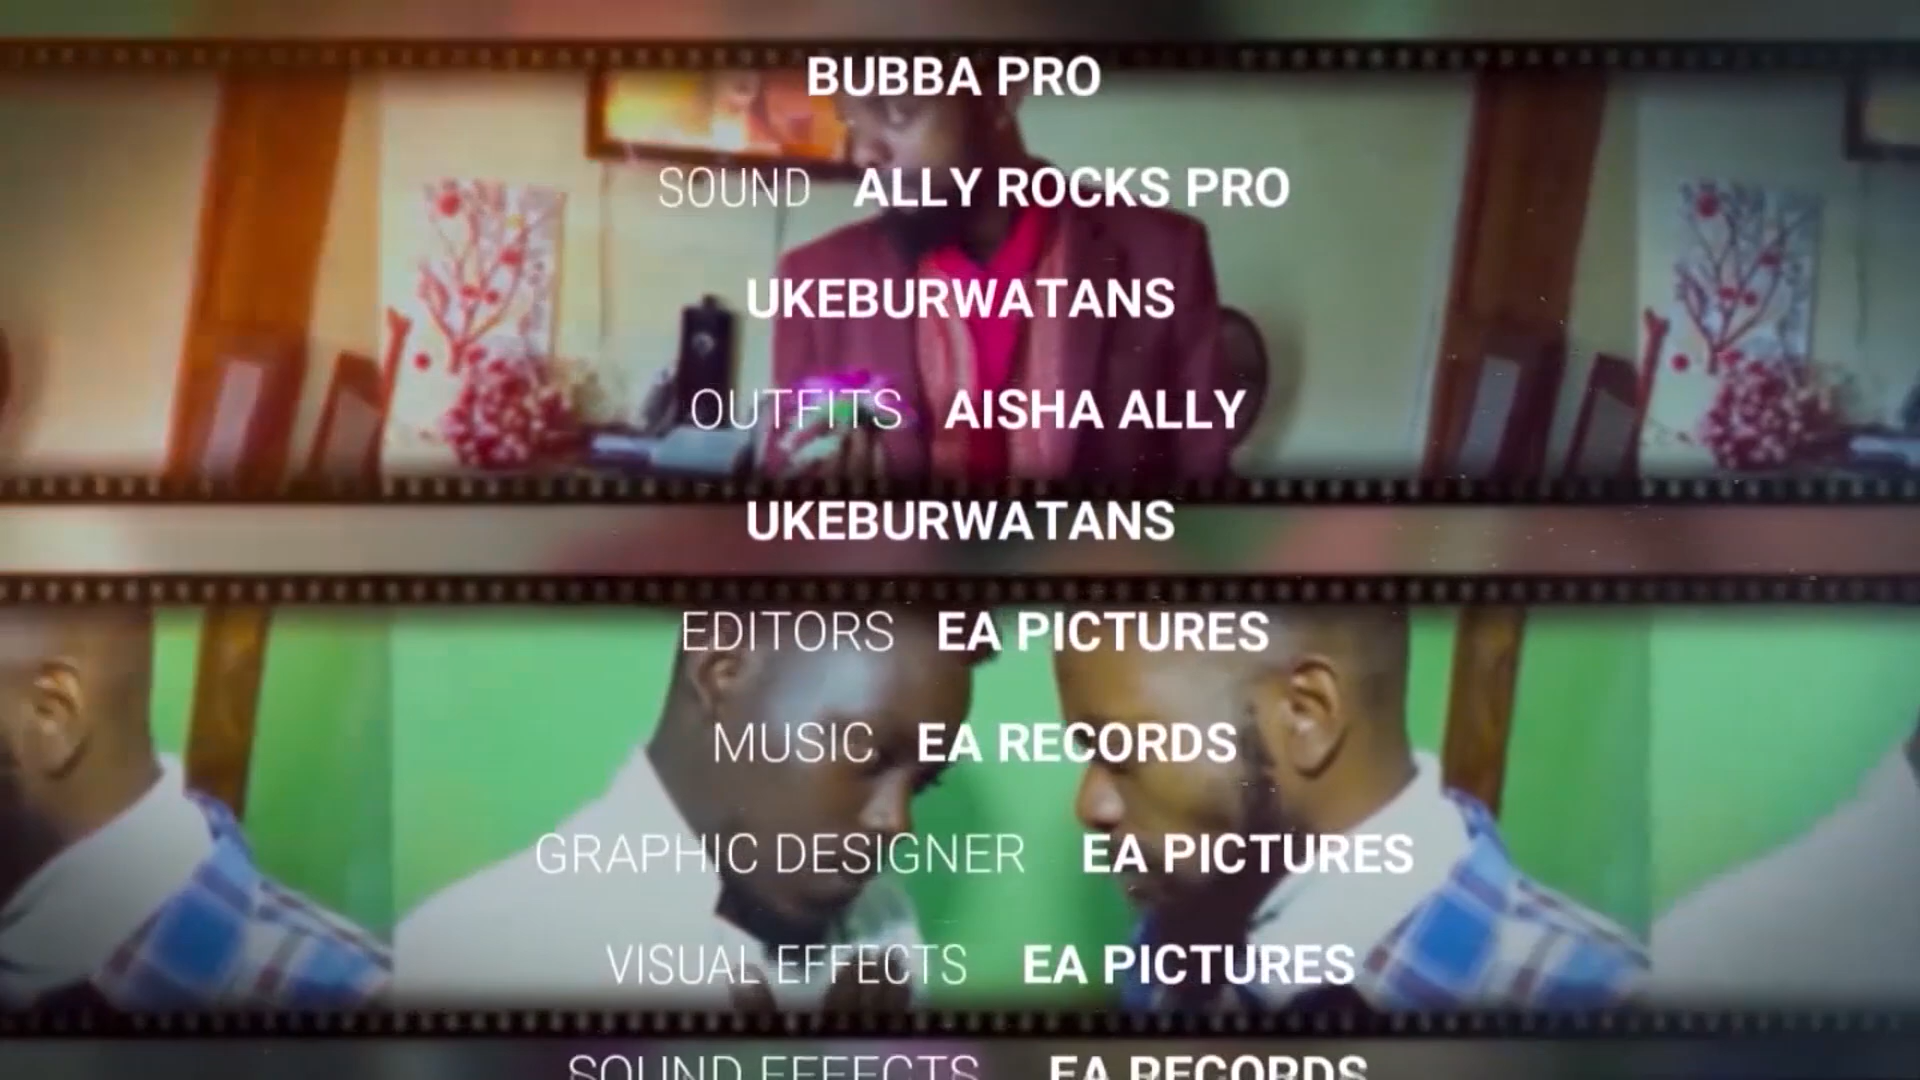 BUBBA PRO
SOUND ALLY ROCKS PRO
UKEBURWATANS
OUTFITS AISHA ALLY
UKEBURWATANS
EDITORS EA PICTURES
MUSIC EA RECORDS
GRAPHIC DESIGNER EA PICTURES
VISUAL EFFECTS EA PICTURES
SOUND EFFECTS EA RECORDS